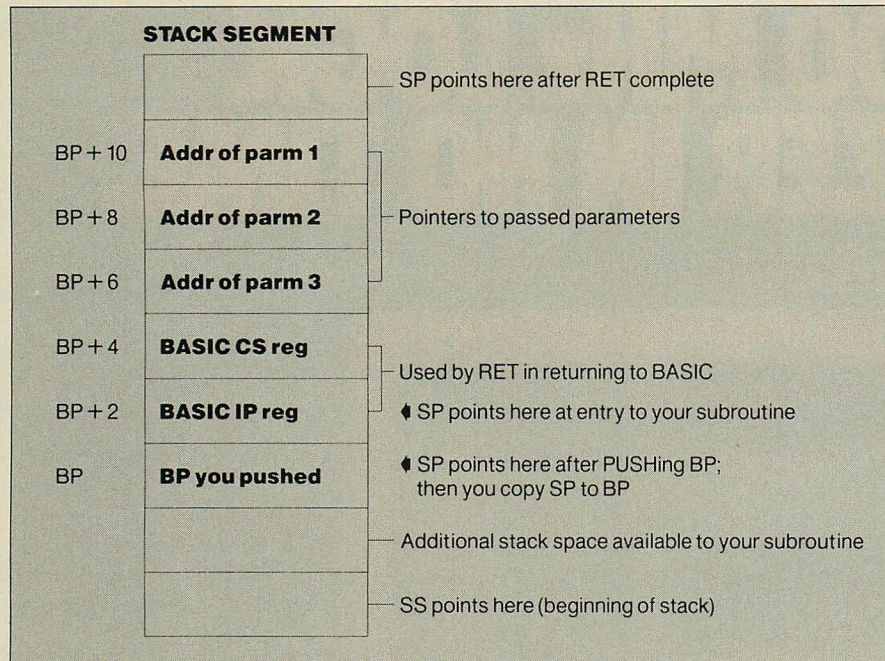 STACK SEGMENT
SP points here after RET complete
BP + 10 Addr of parm 1
BP + 8 Addr of parm 2
Pointers to passed parameters
BP + 6 Addr of parm 3
BP + 4 BASIC CS reg
Used by RET in returning to BASIC
BP + 2 BASIC IP reg
SP points here at entry to your subroutine
BP BP you pushed
SP points here after PUSHing BP;
then you copy SP to BP
Additional stack space available to your subroutine
SS points here (beginning of stack)